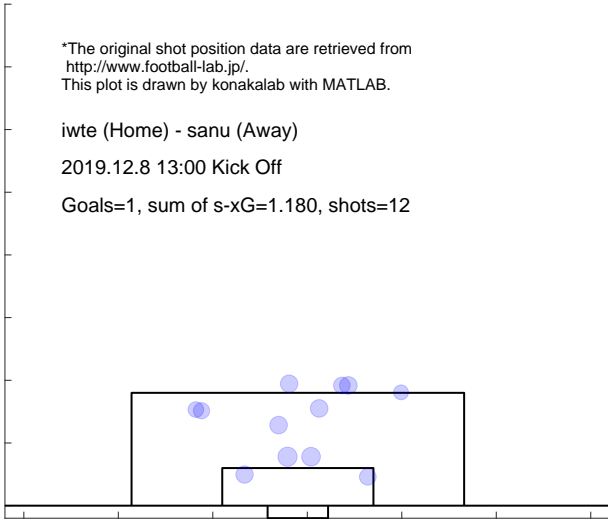 *The original shot position data are retrieved from
http://www.football-lab.jp/.
This plot is drawn by konakalab with MATLAB.
iwte (Home) - sanu (Away)
2019.12.8 13:00 Kick Off
Goals=1, sum of s-xG=1.180, shots=12